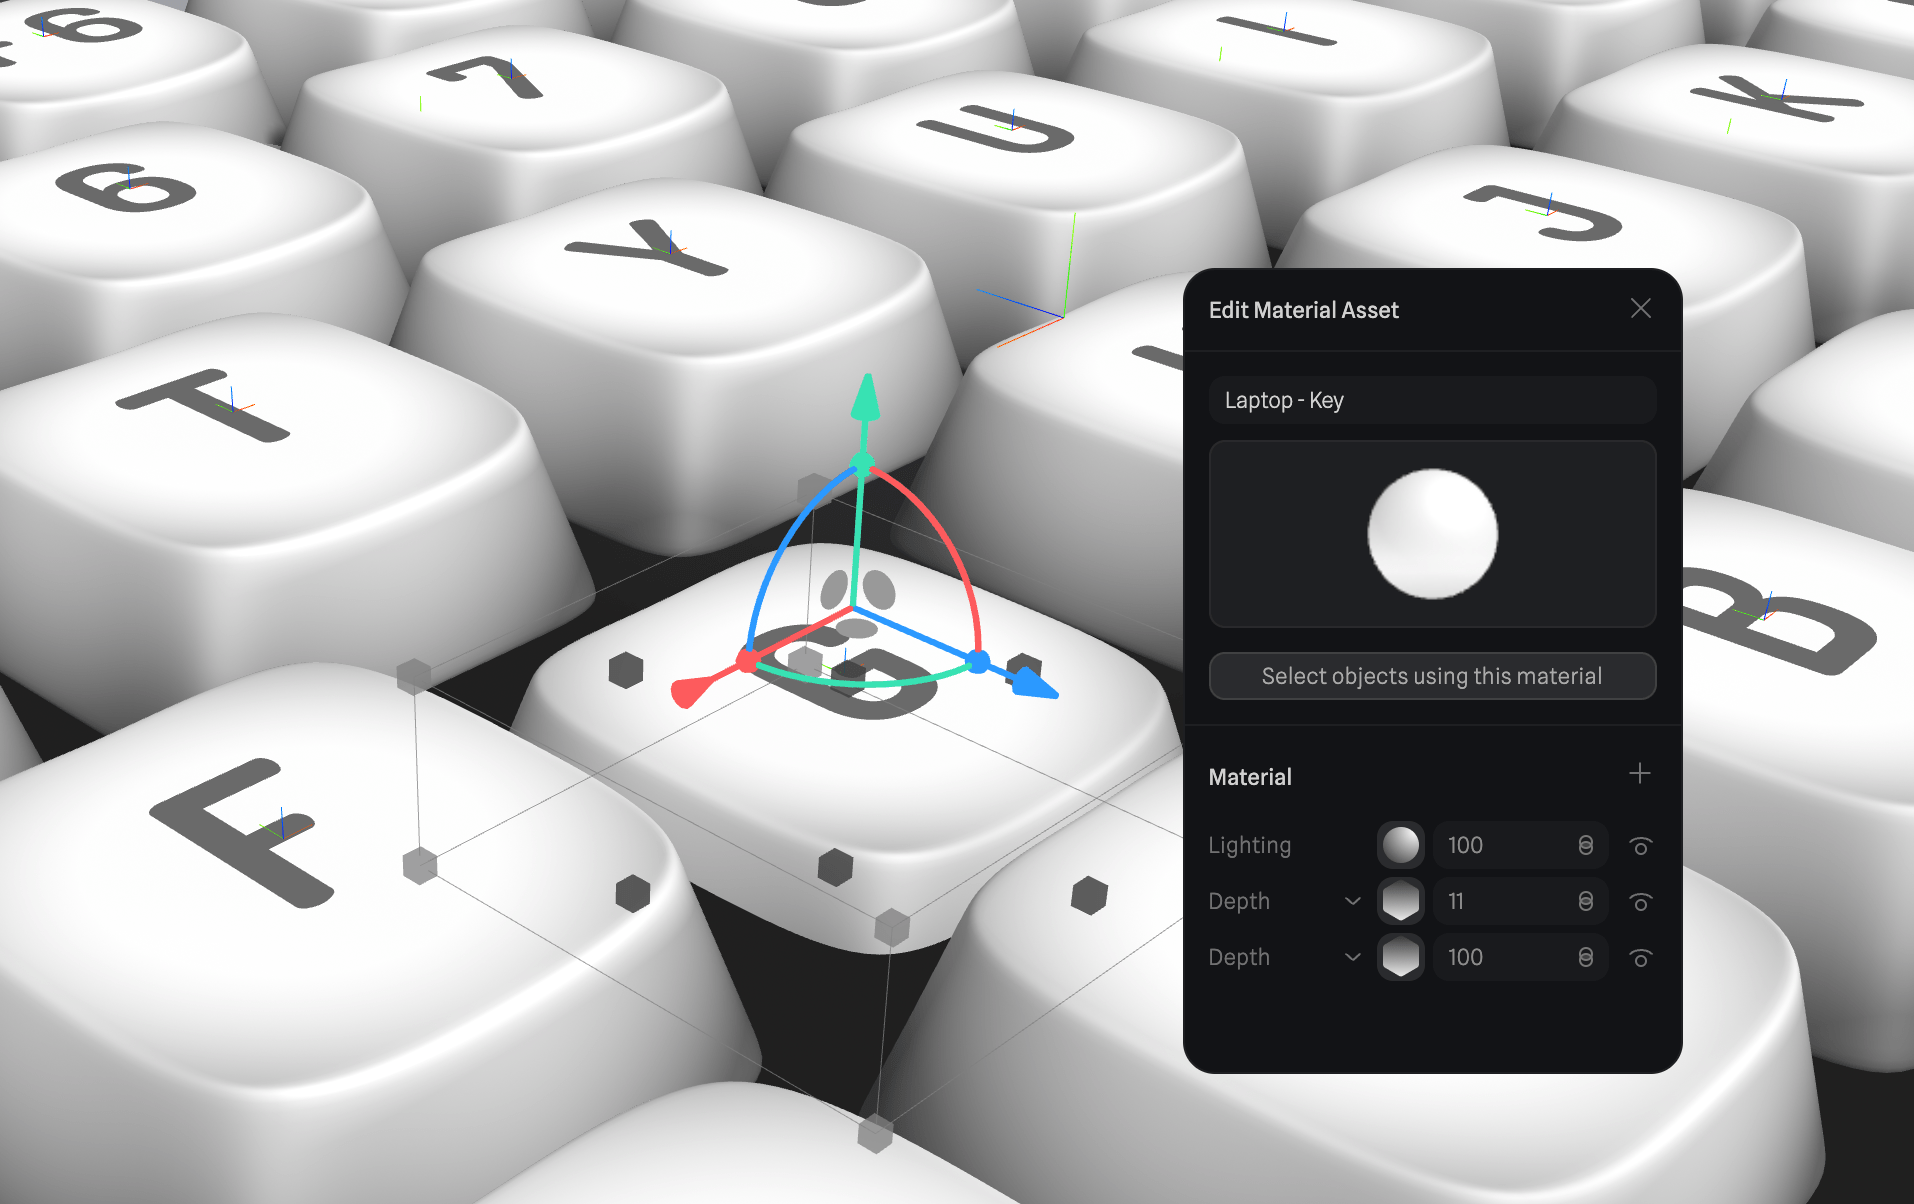 6
7
I
K
U
6
Y
J
T
G
F
B
Edit Material Asset
Laptop - Key
Select objects using this material
Material
Lighting 100
Depth 11
Depth 100